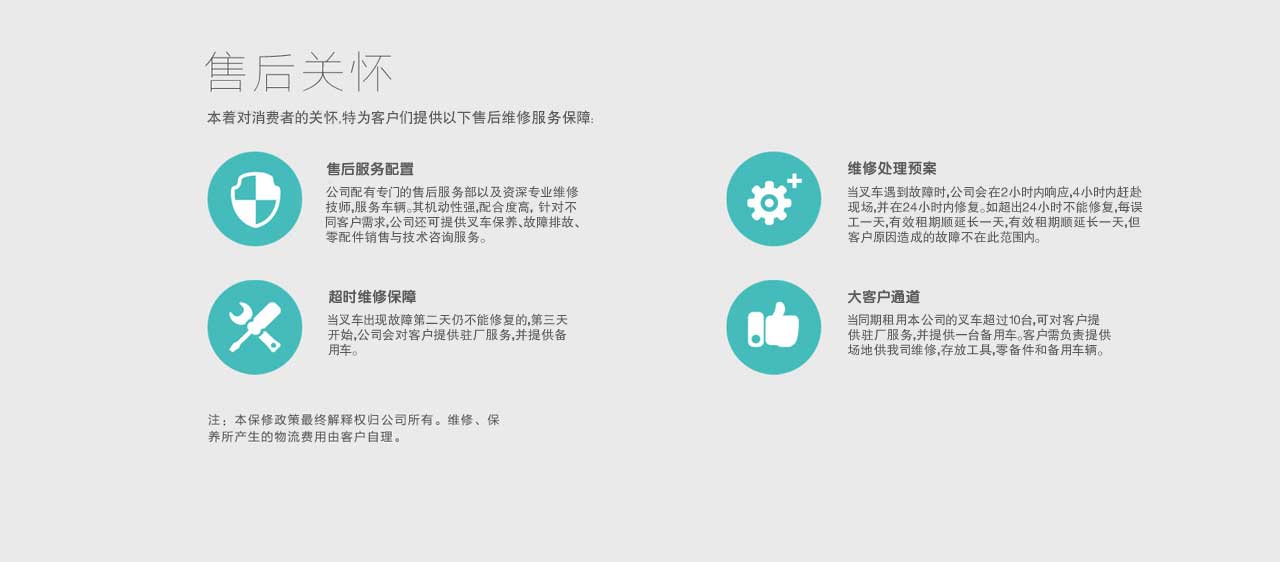 售后关怀
本着对消费者的关怀,特为客户们提供以下售后维修服务保障:
售后服务配置
公司配有专门的售后服务部以及资深专业维修
技师,服务车辆。其机动性强,配合度高, 针对不
同客户需求,公司还可提供叉车保养、故障排故、
零配件销售与技术咨询服务。
维修处理预案
当叉车遇到故障时,公司会在2小时内响应,4小时内赶赴
现场,并在24小时内修复。如超出24小时不能修复,每误
工一天,有效租期顺延长一天,有效租期顺延长一天,但
客户原因造成的故障不在此范围内。
超时维修保障
当叉车出现故障第二天仍不能修复的,第三天
开始,公司会对客户提供驻厂服务,并提供备
用车。
大客户通道
当同期租用本公司的叉车超过10台,可对客户提
供驻厂服务,并提供一台备用车。客户需负责提供
场地供我司维修,存放工具,零备件和备用车辆。
注：本保修政策最终解释权归公司所有。维修、保
养所产生的物流费用由客户自理。